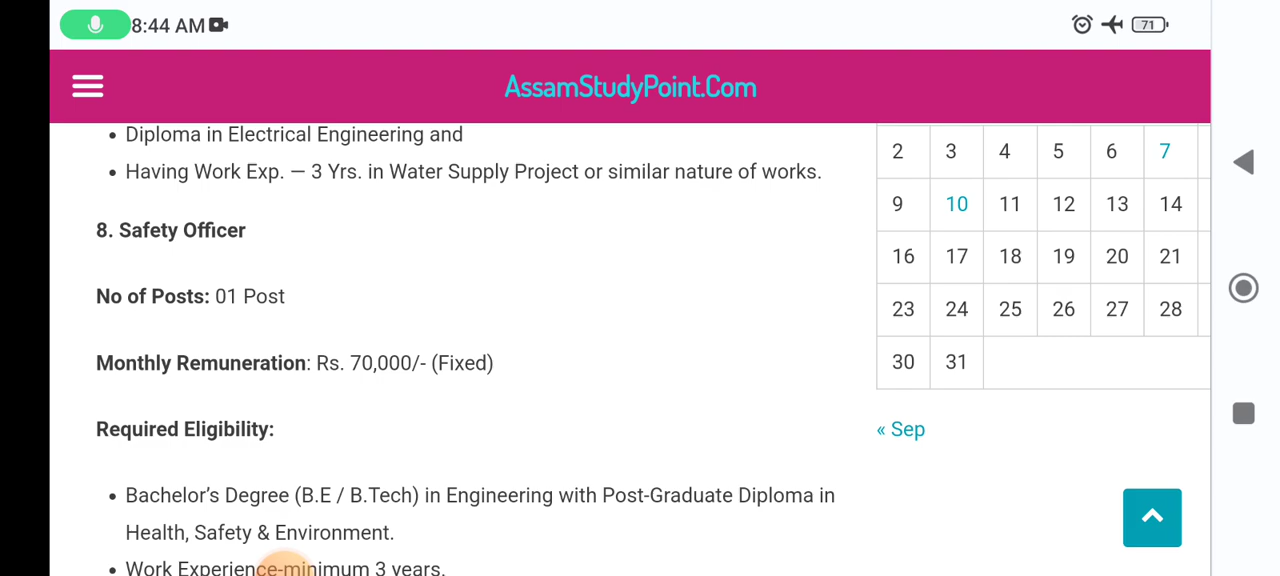 8:44 AM
71
AssamStudyPoint.Com
• Diploma in Electrical Engineering and
• Having Work Exp. – 3 Yrs. in Water Supply Project or similar nature of works.
8. Safety Officer
No of Posts: 01 Post
Monthly Remuneration: Rs. 70,000/- (Fixed)
Required Eligibility:
• Bachelor’s Degree (B.E / B.Tech) in Engineering with Post-Graduate Diploma in
Health, Safety & Environment.
• Work Experience-minimum 3 years.
2 3 4 5 6 7
9 10 11 12 13 14
16 17 18 19 20 21
23 24 25 26 27 28
30 31
« Sep